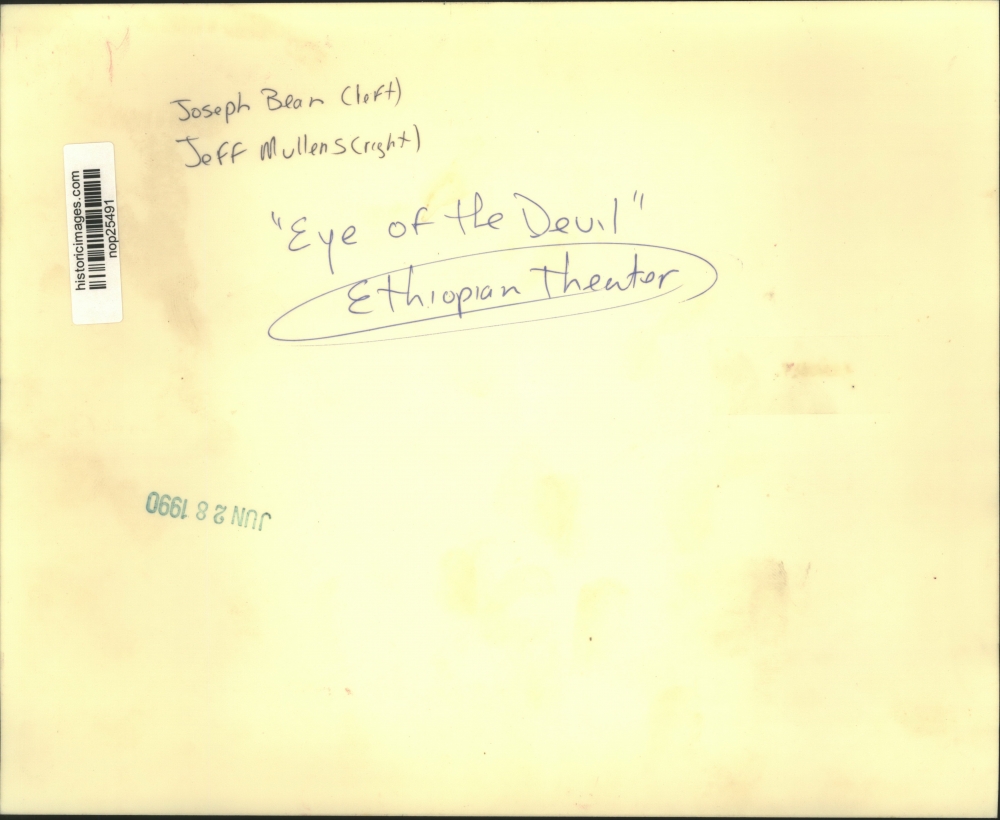 Joseph Bean (left)
Jeff Mullens (right)
"Eye of the Devil"
Ethiopian Theater
historicimages.com
nop25491
JUN 28 1990